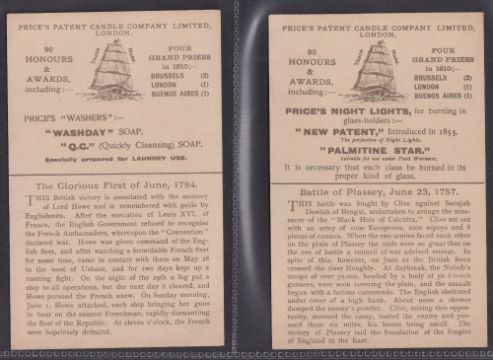 PRICE'S PATENT CANDLE COMPANY LIMITED,
LONDON.
90
HONOURS
&
AWARDS,
including:—
TRADE MARK
FOUR
GRAND PRIZES
in 1910:—
BRUSSELS (2)
LONDON (1)
BUENOS AIRES (1)
PRICE'S "WASHERS":—
"WASHDAY" SOAP.
"Q.C." (Quickly Cleansing) SOAP.
Specially prepared for LAUNDRY USE.
The Glorious First of June, 1794.
THIS British victory is associated with the memory
of Lord Howe and is remembered with pride by
Englishmen. After the execution of Louis XVI. of
France, the English Government refused to recognise
the French Ambassadors, whereupon the "Convention"
declared war. Howe was given command of the Eng-
lish fleet, and after watching a formidable French fleet
for some time, came in contact with them on May 28
to the west of Ushant, and for two days kept up a
running fight. On the night of the 29th a fog put a
stop to all operations, but the next day it cleared, and
Howe pursued the French anew. On Sunday morning,
June 1, Howe attacked, each ship bringing her guns
to bear on the nearest Frenchman, rapidly dismantling
the fleet of the Republic. At eleven o'clock, the French
were hopelessly defeated.
PRICE'S PATENT CANDLE COMPANY LIMITED,
LONDON.
90
HONOURS
&
AWARDS,
including:—
TRADE MARK
FOUR
GRAND PRIZES
in 1910:—
BRUSSELS (2)
LONDON (1)
BUENOS AIRES (1)
PRICE'S NIGHT LIGHTS, for burning in
glass-holders:—
"NEW PATENT," Introduced in 1853.
The perfection of Night Lights.
"PALMITINE STAR."
Suitable for use under Food Warmers.
It is necessary that each class be burned in its
proper kind of glass,
Battle of Plassey, June 23, 1757.
THIS battle was fought by Clive against Surajah
Dowlah of Bengal, undertaken to avenge the mas-
sacre of the "Black Hole of Calcutta." Clive set out
with an army of 1000 Europeans, 2000 sepoys and 8
pieces of cannon. When the two armies faced each other
on the plain of Plassey the odds were so great that on
the eve of battle a council of war advised retreat. In
spite of this, however, on June 22 the British force
crossed the river Hooghly. At daybreak, the Nabob's
troops of over 50,000, headed by a body of 50 French
gunners, were seen covering the plain, and the assault
began with a furious cannonade. The English sheltered
under cover of a high bank. About noon a shower
damped the enemy's powder. Clive, seeing this oppor-
tunity, stormed the camp, routed the enemy and pur-
sued them six miles, his losses being small. The
victory of Plassey laid the foundation of the Empire
of England in the East.